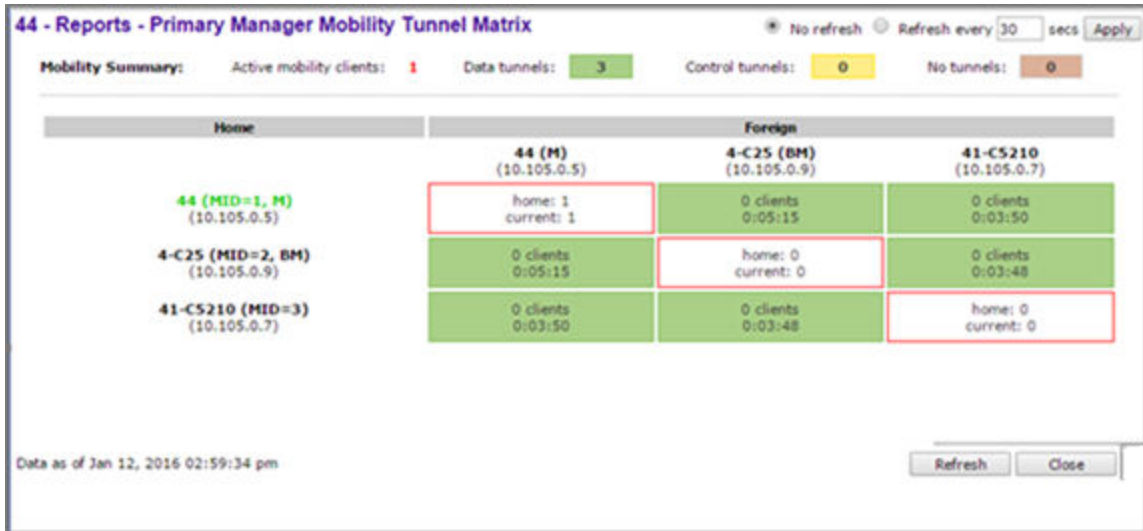 44 - Reports - Primary Manager Mobility Tunnel Matrix
No refresh Refresh every 30 secs Apply
Mobility Summary: Active mobility clients: 1 Data tunnels: 3 Control tunnels: 0 No tunnels: 0
Home Foreign
44 (M) 4-C25 (BM) 41-C5210
(10.105.0.5) (10.105.0.9) (10.105.0.7)
44 (MID=1, M) home: 1 0 clients 0 clients
(10.105.0.5) current: 1 0:05:15 0:03:50
4-C25 (MID=2, BM) 0 clients home: 0 0 clients
(10.105.0.9) 0:05:15 current: 0 0:03:48
41-C5210 (MID=3) 0 clients 0 clients home: 0
(10.105.0.7) 0:03:50 0:03:48 current: 0
Data as of Jan 12, 2016 02:59:34 pm
Refresh Close